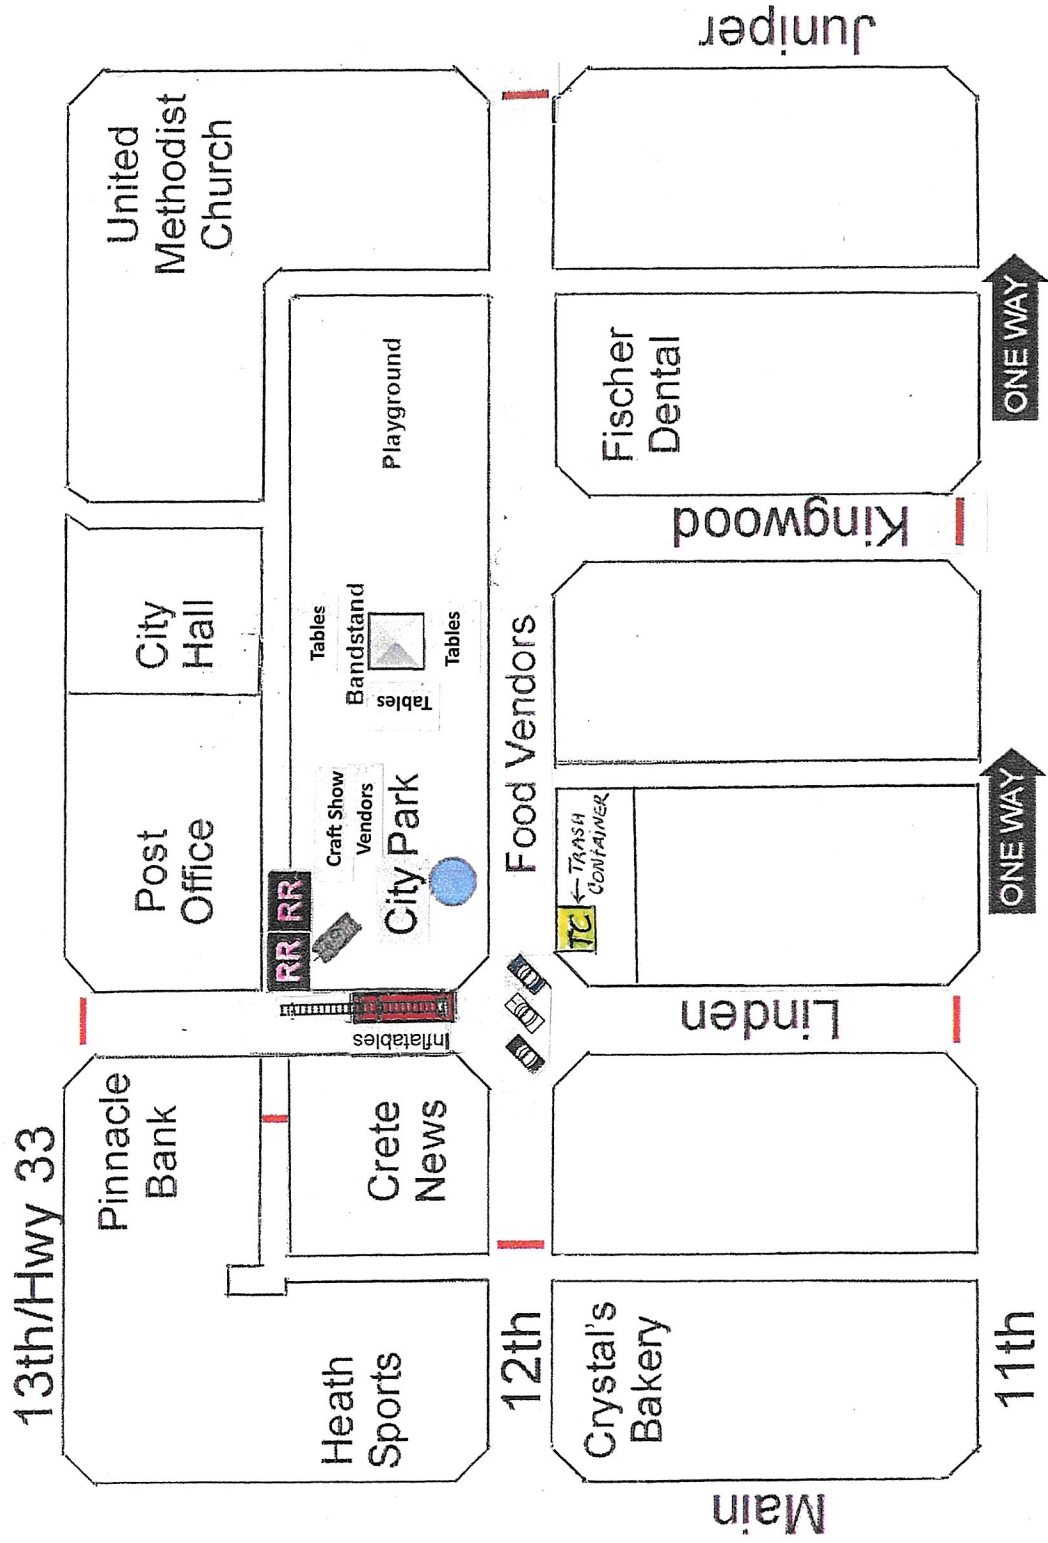 13th/Hwy 33
Pinnacle
Bank
Post
Office
City
Hall
United
Methodist
Church
RR
RR
Inflatables
Craft Show
Vendors
City Park
Tables
Bandstand
Tables
Tables
Playground
Heath
Sports
Crete
News
12th
Food Vendors
TC
← TRASH
CONTAINER
Crystal's
Bakery
Fischer
Dental
Main
Linden
Kingwood
Juniper
11th
ONE WAY
ONE WAY